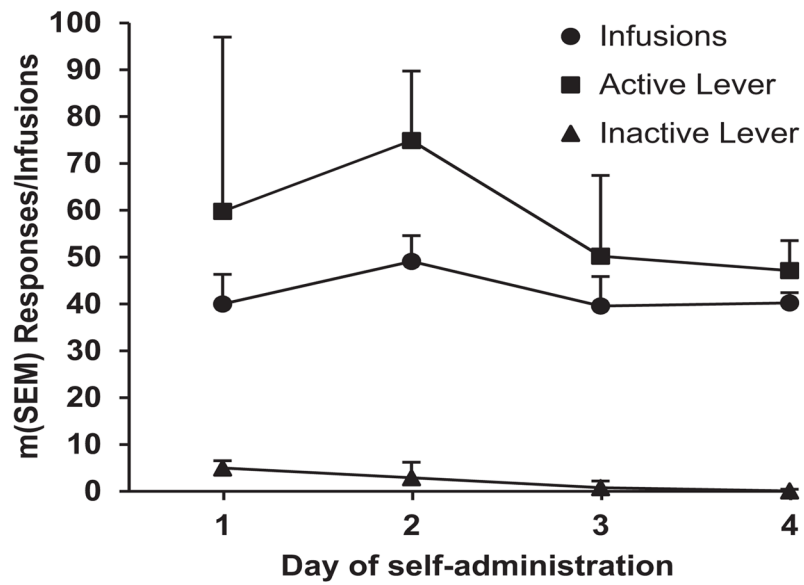 m(SEM) Responses/Infusions
100
90
80
70
60
50
40
30
20
10
0
Infusions
Active Lever
Inactive Lever
1 2 3 4
Day of self-administration